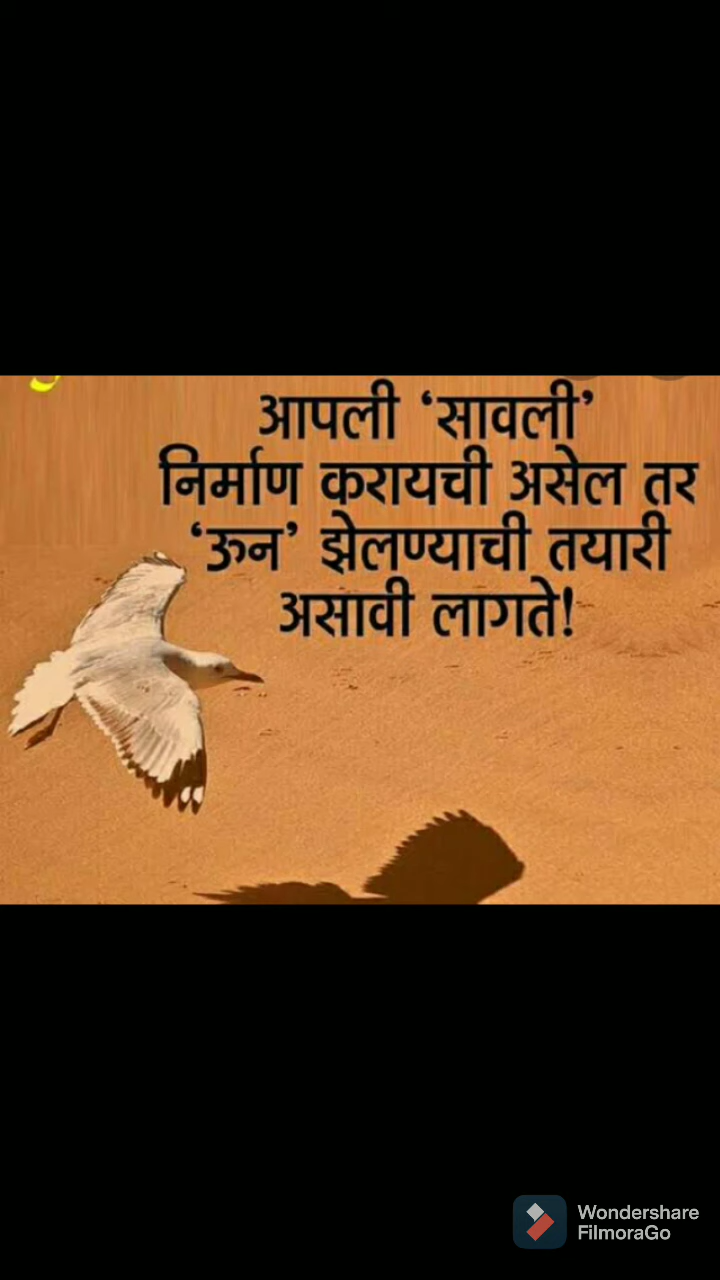 आपली ‘सावली’
निर्माण करायची असेल तर
‘ऊन’ झेलण्याची तयारी
असावी लागते!
Wondershare
FilmoraGo